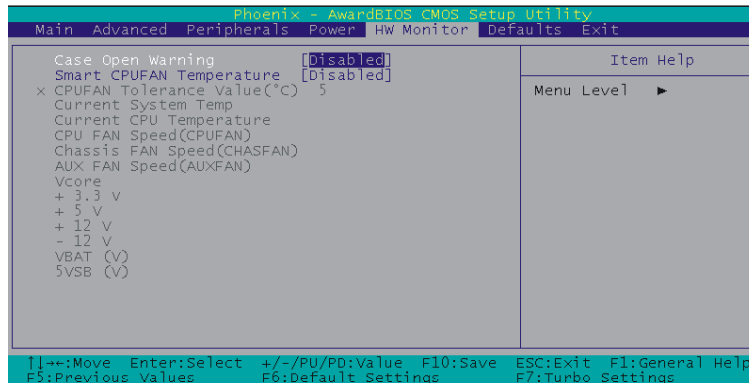 Phoenix - AwardBIOS CMOS Setup Utility
Main Advanced Peripherals Power HW Monitor Defaults Exit
Case Open Warning [Disabled]
Smart CPUFAN Temperature [Disabled]
x CPUFAN Tolerance Value(°C) 5
Current System Temp
Current CPU Temperature
CPU FAN Speed(CPUFAN)
Chassis FAN Speed(CHASFAN)
AUX FAN Speed(AUXFAN)
Vcore
+ 3.3 V
+ 5 V
+ 12 V
- 12 V
VBAT (V)
5VSB (V)
Item Help
Menu Level ►
↑↓→←:Move Enter:Select +/-/PU/PD:Value F10:Save ESC:Exit F1:General Help
F5:Previous Values F6:Default Settings F7:Turbo Settings